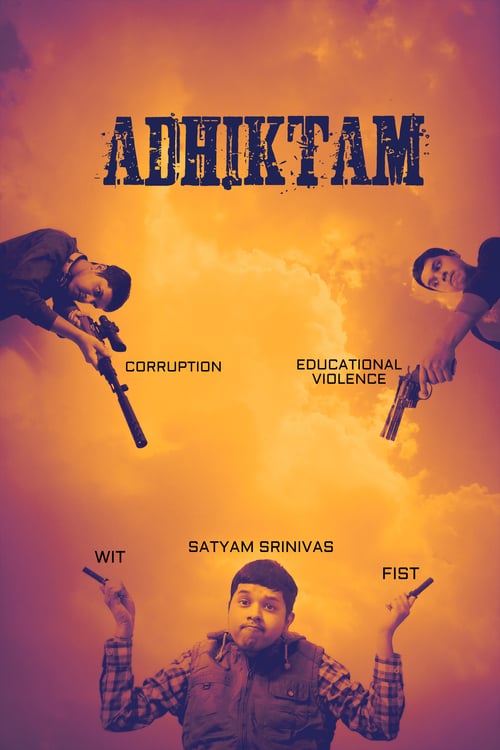 ADHIKTAM
CORRUPTION
EDUCATIONAL
VIOLENCE
WIT
SATYAM SRINIVAS
FIST